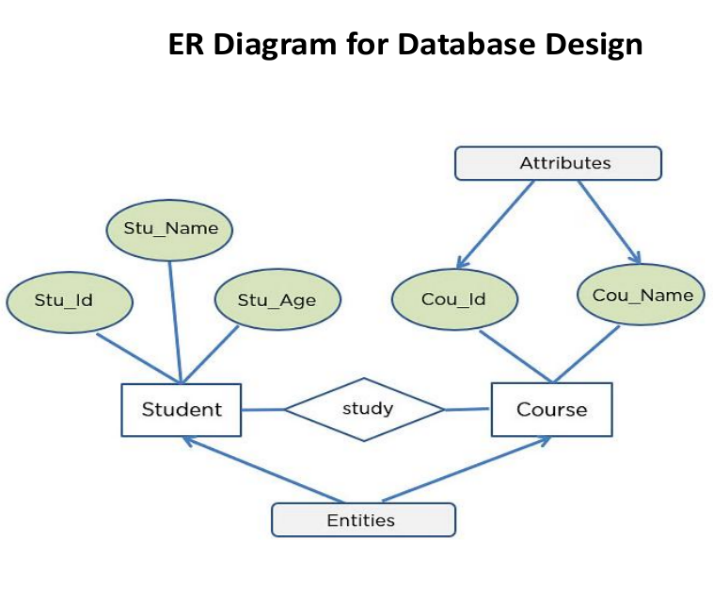 ER Diagram for Database Design
Attributes
Stu_Name
Stu_Id
Stu_Age
Cou_Id
Cou_Name
Student
study
Course
Entities